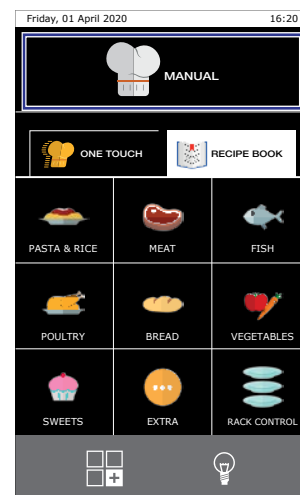 Friday, 01 April 2020 16:20
MANUAL
ONE TOUCH RECIPE BOOK
PASTA & RICE MEAT FISH
POULTRY BREAD VEGETABLES
SWEETS EXTRA RACK CONTROL